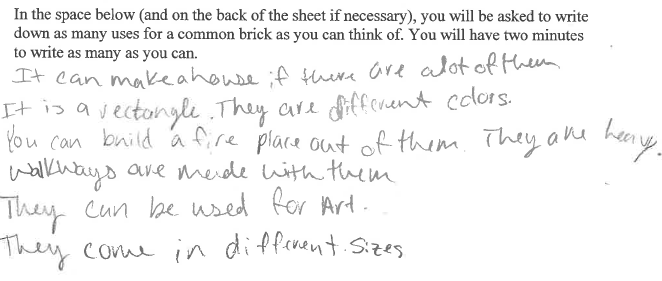 In the space below (and on the back of the sheet if necessary), you will be asked to write
down as many uses for a common brick as you can think of. You will have two minutes
to write as many as you can.
It can make a house if there are alot of them
It is a rectangle. They are different colors.
You can build a fire place out of them. They are heavy.
walkways are made with them
They can be used for Art.
They come in different sizes